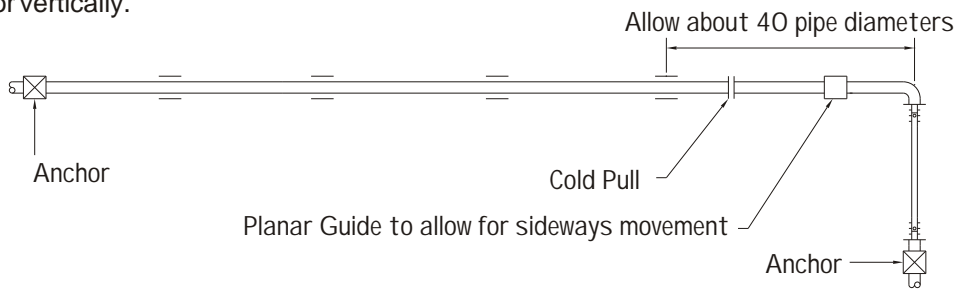 or vertically.
Allow about 40 pipe diameters
Anchor
Cold Pull
Planar Guide to allow for sideways movement
Anchor